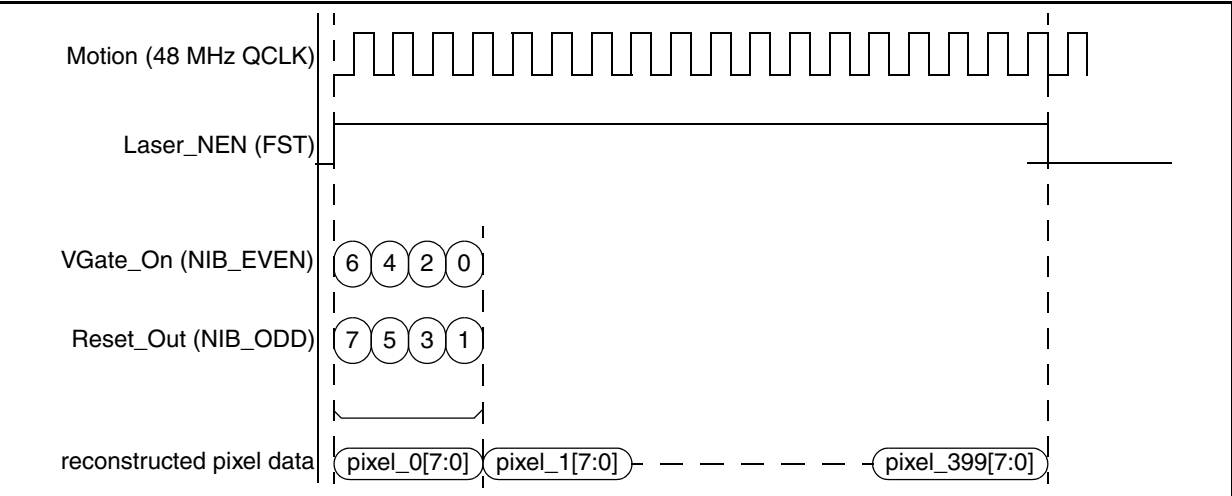 Motion (48 MHz QCLK)
Laser_NEN (FST)
VGate_On (NIB_EVEN) 6 4 2 0
Reset_Out (NIB_ODD) 7 5 3 1
reconstructed pixel data pixel_0[7:0] pixel_1[7:0] pixel_399[7:0]